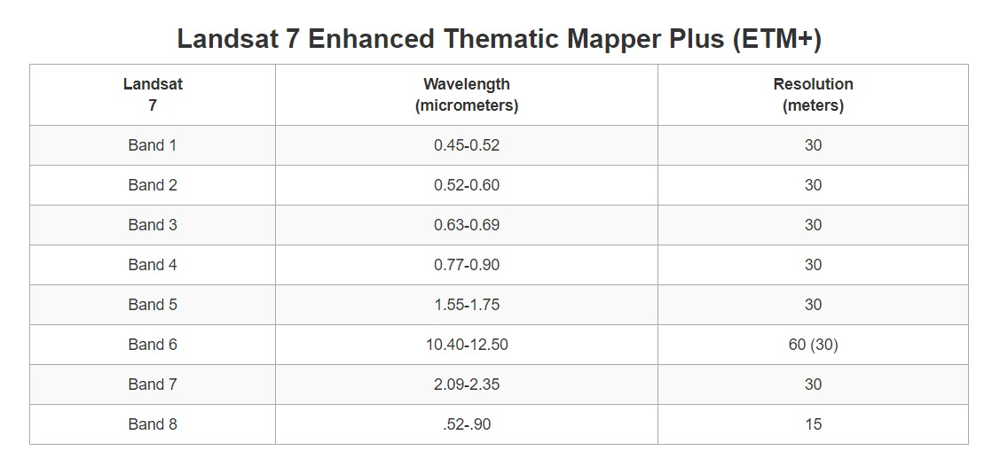 Landsat 7 Enhanced Thematic Mapper Plus (ETM+)
Landsat 7 Wavelength (micrometers) Resolution (meters)
Band 1 0.45-0.52 30
Band 2 0.52-0.60 30
Band 3 0.63-0.69 30
Band 4 0.77-0.90 30
Band 5 1.55-1.75 30
Band 6 10.40-12.50 60 (30)
Band 7 2.09-2.35 30
Band 8 .52-.90 15